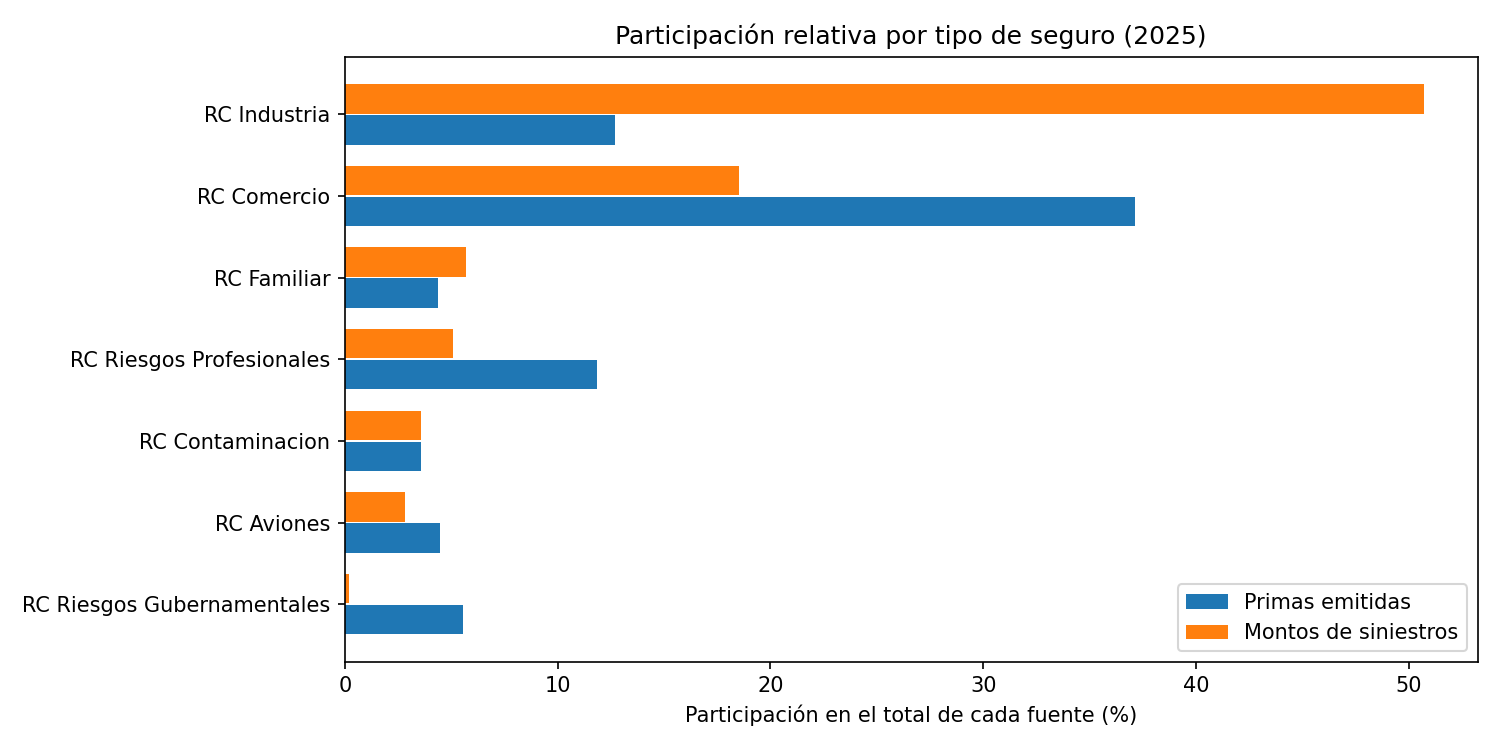 Participación relativa por tipo de seguro (2025)
RC Industria
RC Comercio
RC Familiar
RC Riesgos Profesionales
RC Contaminacion
RC Aviones
RC Riesgos Gubernamentales
Primas emitidas
Montos de siniestros
0 10 20 30 40 50
Participación en el total de cada fuente (%)